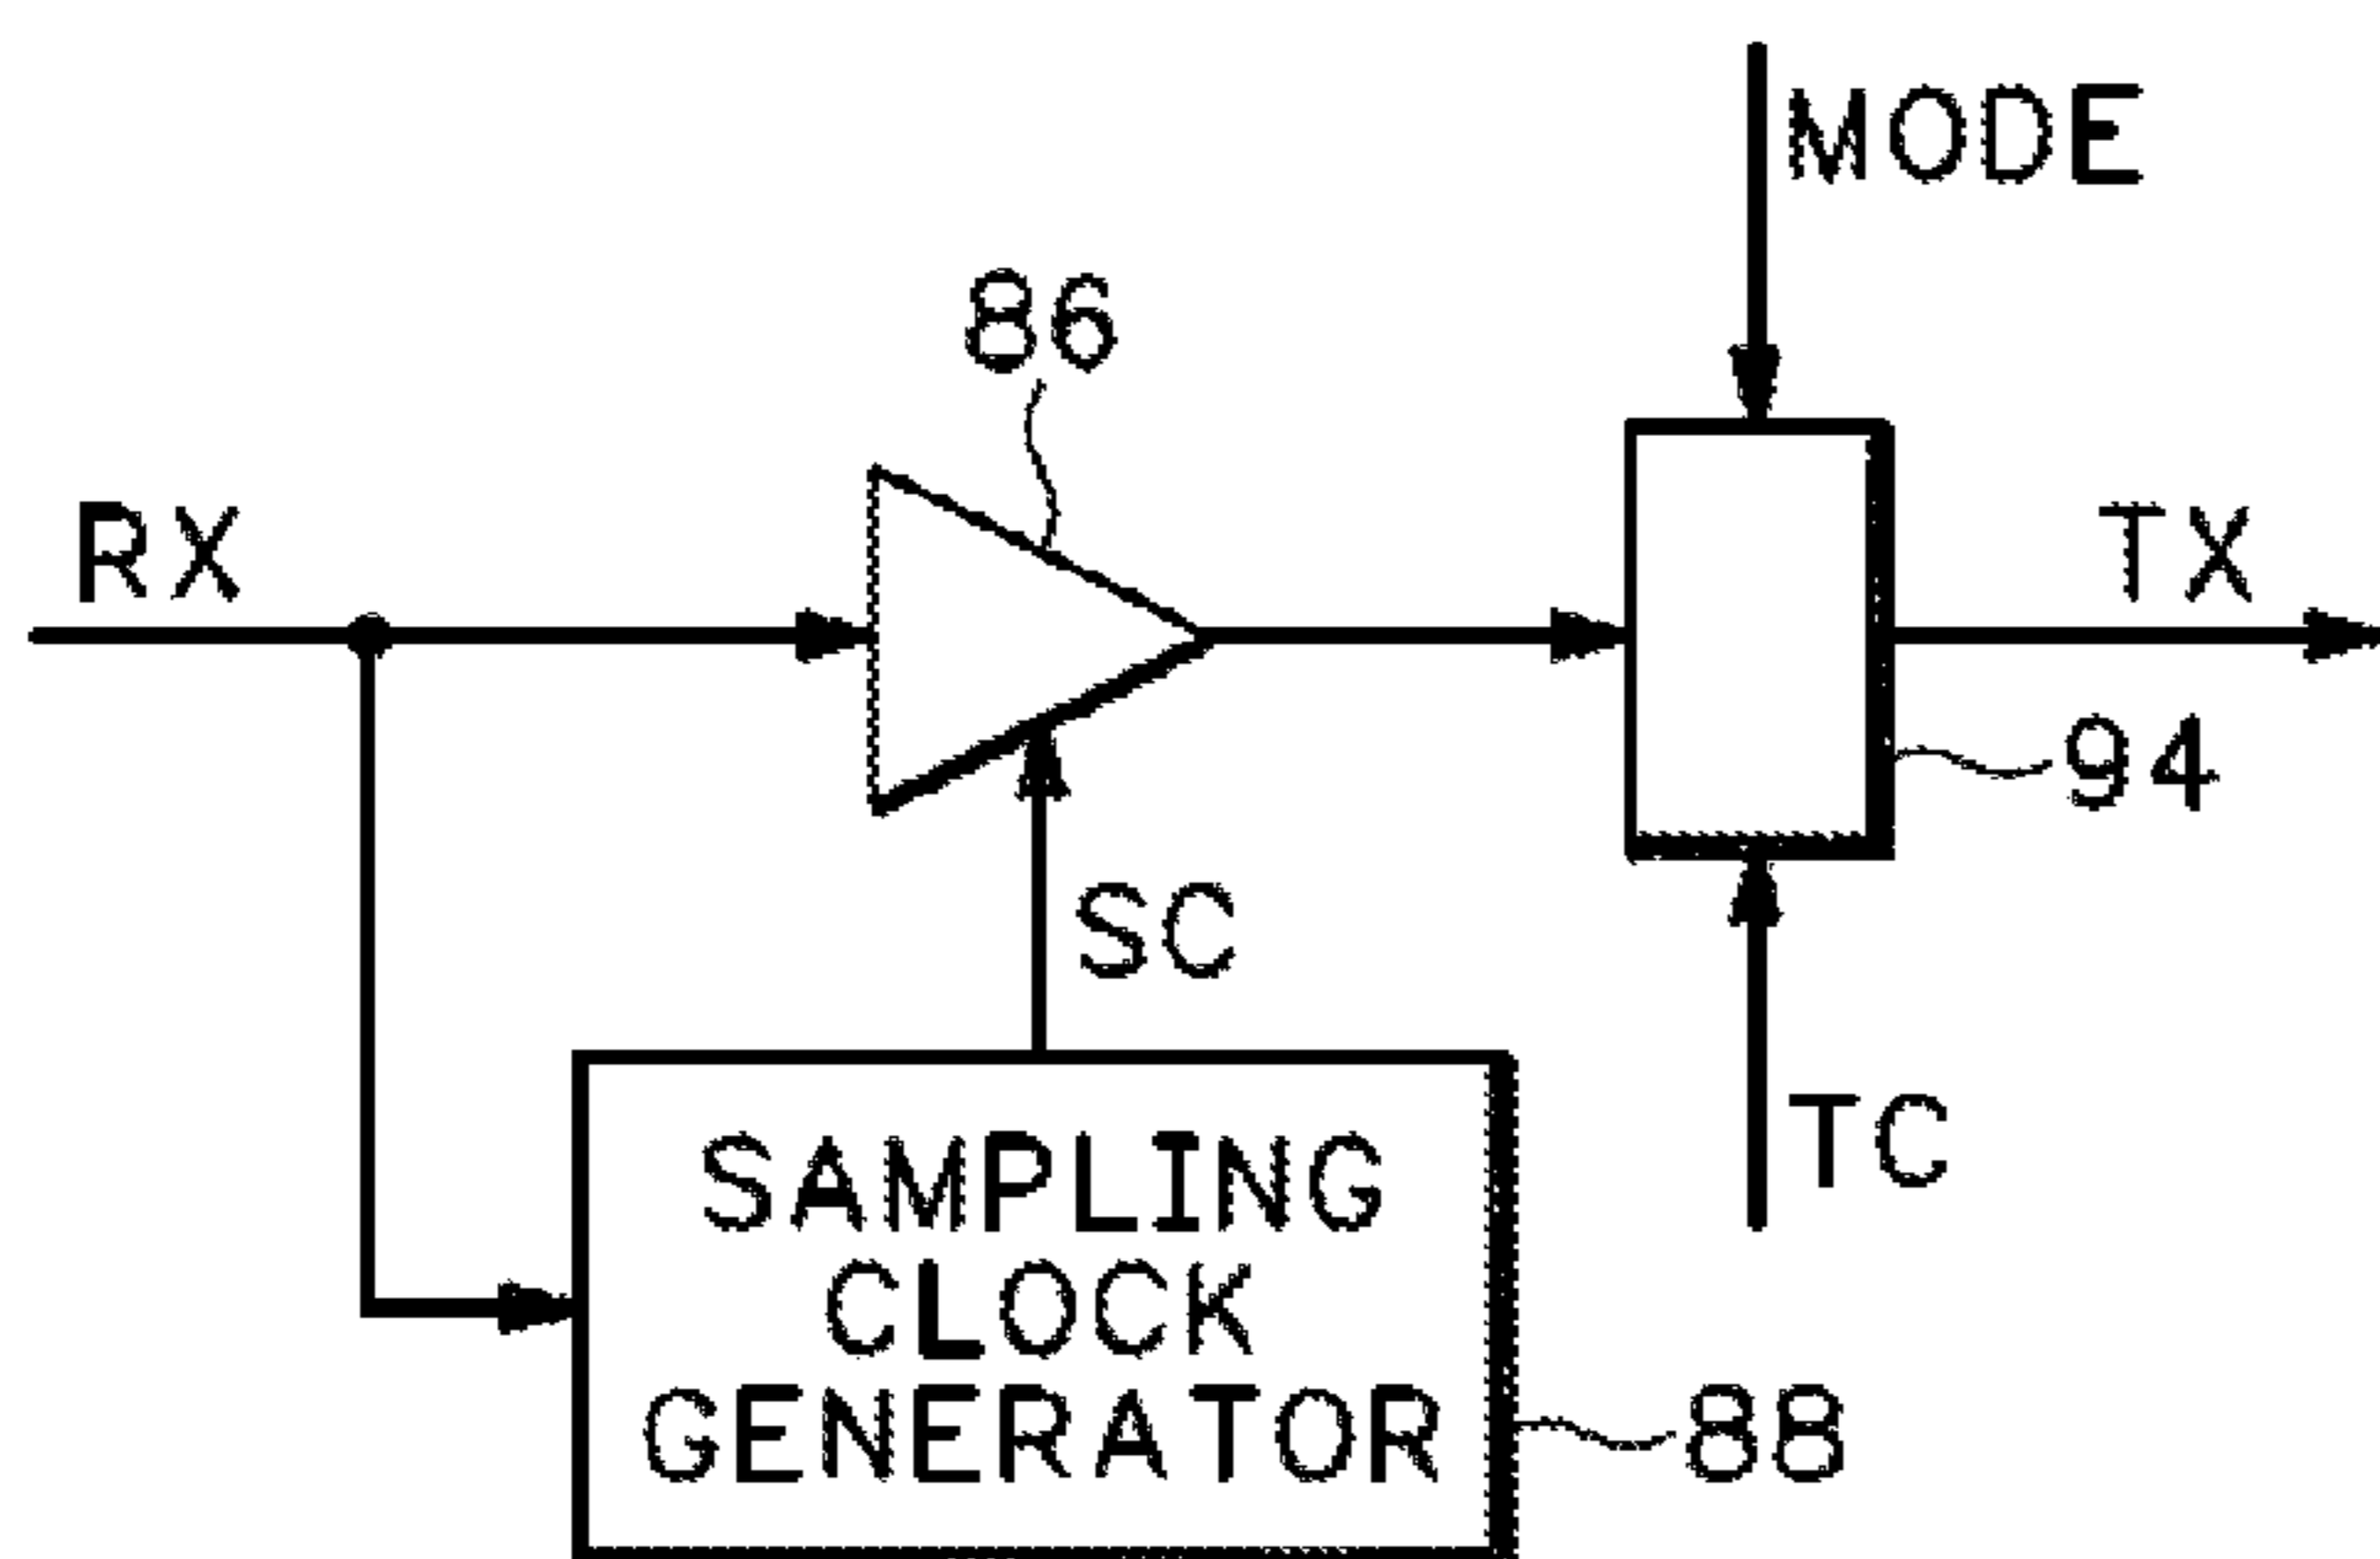 MODE
86
RX
TX
94
SC
TC
SAMPLING
CLOCK
GENERATOR
88